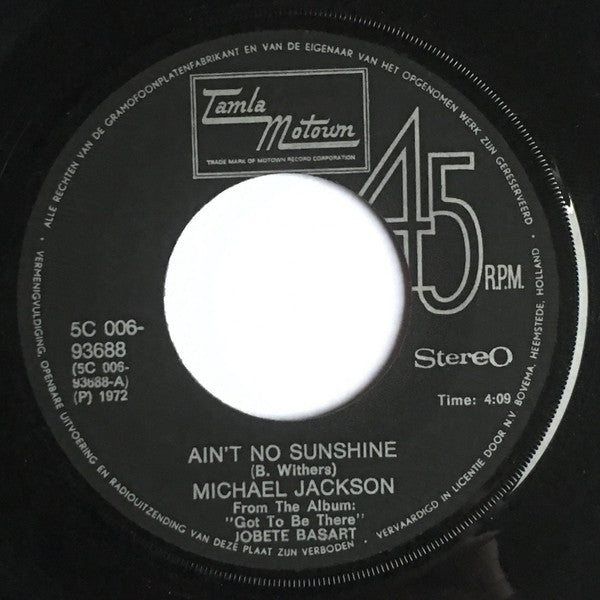 ALLE RECHTEN VAN DE GRAMOFOONPLATENFABRIKANT EN VAN DE EIGENAAR VAN HET OPGENOMEN WERK ZIJN GERESERVEERD
Tamla
Motown
TRADE MARK OF MOTOWN RECORD CORPORATION
45
R.P.M.
5C 006-
93688
(5C 006-
93688-A)
(P) 1972
Stereo
Time: 4:09
AIN'T NO SUNSHINE
(B. Withers)
MICHAEL JACKSON
From The Album:
"Got To Be There"
JOBETE BASART
VERMENIGVULDIGING, OPENBARE UITVOERING EN RADIOUITZENDING VAN DEZE PLAAT ZIJN VERBODEN
VERVAARDIGD IN LICENTIE DOOR N.V. BOVEMA, HEEMSTEDE, HOLLAND